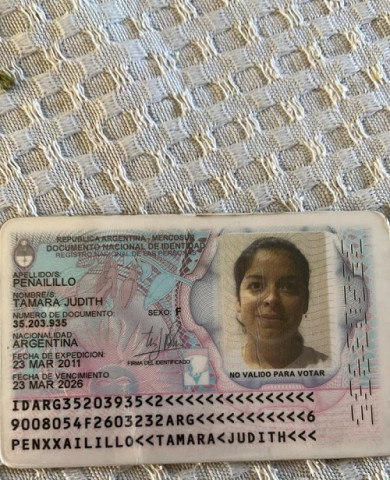 REPÚBLICA ARGENTINA - MERCOSUR
DOCUMENTO NACIONAL DE IDENTIDAD
REGISTRO NACIONAL DE LAS PERSONAS
APELLIDO/S
PENAILILLO
NOMBRE/S
TAMARA JUDITH
SEXO: F
NUMERO DE DOCUMENTO:
35.203.935
NACIONALIDAD
ARGENTINA
FECHA DE EXPEDICION:
23 MAR 2011
FIRMA DEL IDENTIFICADO
FECHA DE VENCIMIENTO
23 MAR 2026
NO VALIDO PARA VOTAR
IDARG35203935<2<<<<<<<<<<<<<<<
9008054F2603232ARG<<<<<<<<<<<6
PENXXAILILLO<<TAMARA<JUDITH<<<